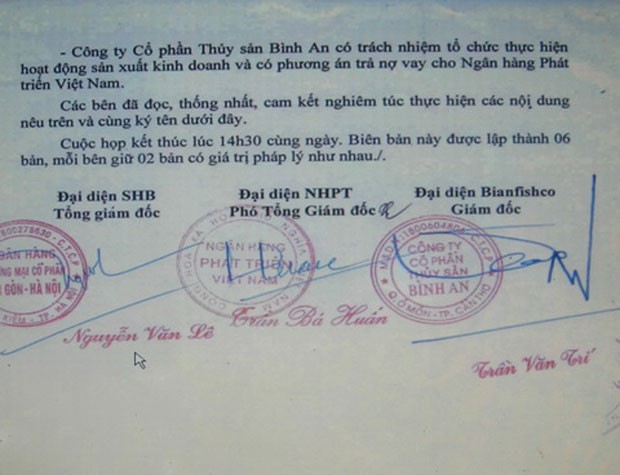 - Công ty Cổ phần Thủy sản Bình An có trách nhiệm tổ chức thực hiện
hoạt động sản xuất kinh doanh và có phương án trả nợ vay cho Ngân hàng Phát
triển Việt Nam.
Các bên đã đọc, thống nhất, cam kết nghiêm túc thực hiện các nội dung
nêu trên và cùng ký tên dưới đây.
Cuộc họp kết thúc lúc 14h30 cùng ngày. Biên bản này được lập thành 06
bản, mỗi bên giữ 02 bản có giá trị pháp lý như nhau./.
Đại diện SHB
Tổng giám đốc
Đại diện NHPT
Phó Tổng Giám đốc
Đại diện Bianfishco
Giám đốc
NGÂN HÀNG
PHÁT TRIỂN
VIỆT NAM
CÔNG TY
CỔ PHẦN
THỦY SẢN
BÌNH AN
Q.Ô MÔN-TP.CẦN THƠ
Nguyễn Văn Lê
Trần Bá Huấn
Trần Văn Trí